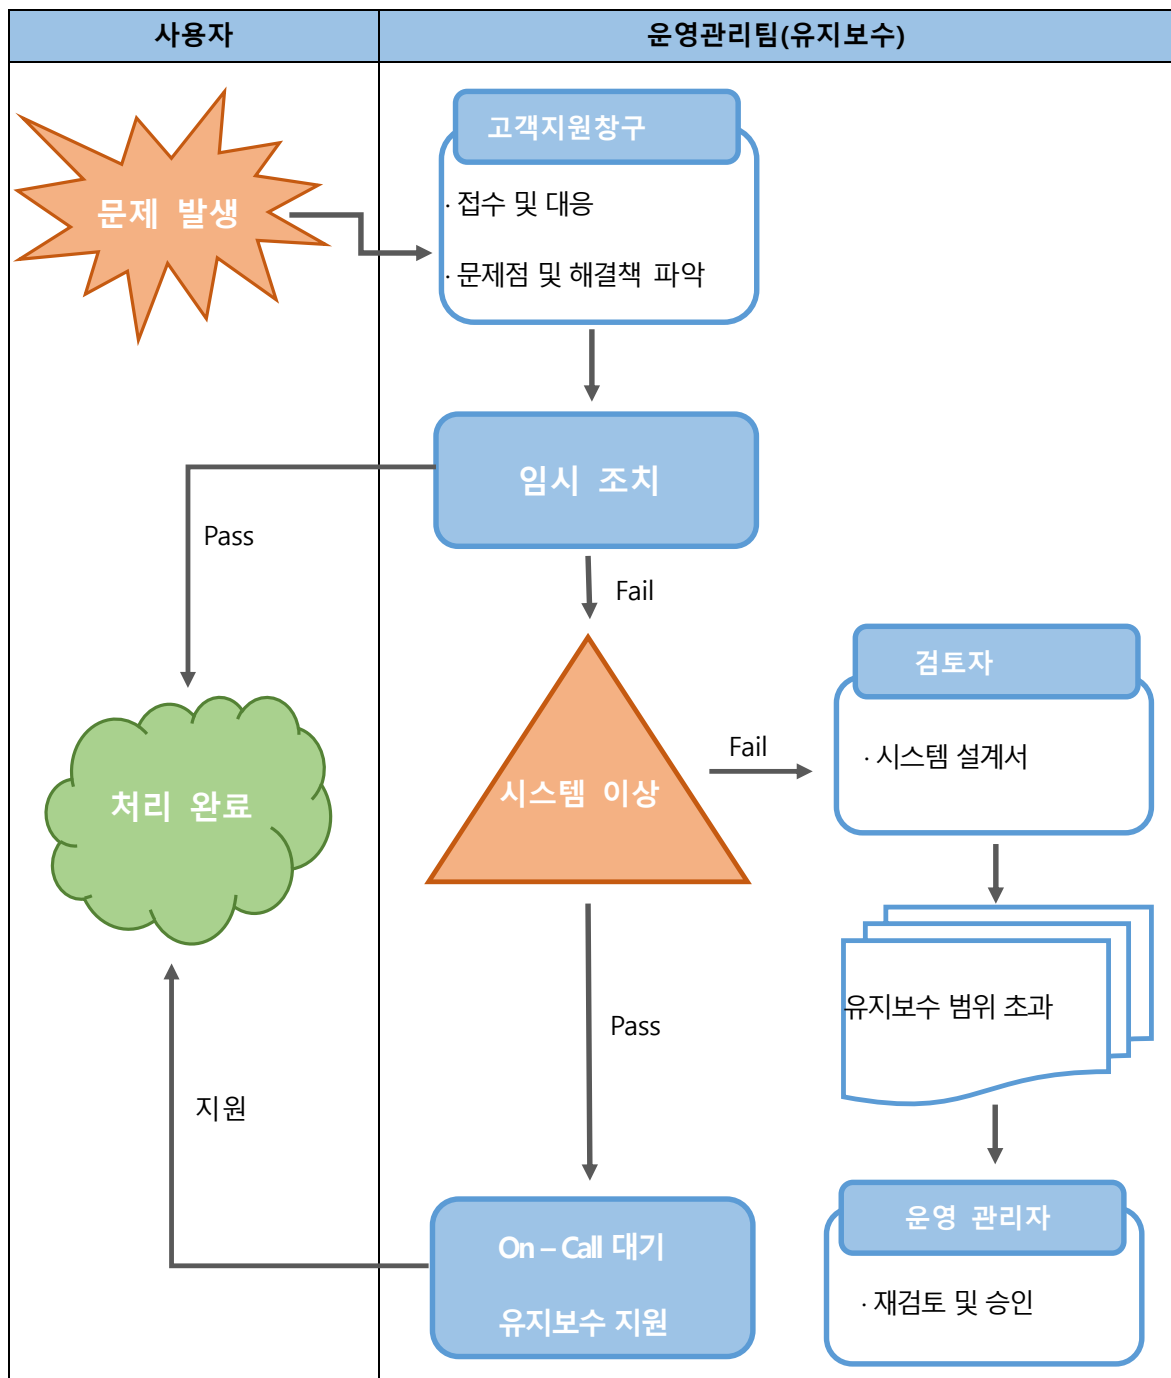 사용자
운영관리팀(유지보수)
고객지원창구
· 접수 및 대응
문제 발생
· 문제점 및 해결책 파악
임시 조치
Pass
Fail
검토자
Fail
· 시스템 설계서
시스템 이상
처리 완료
유지보수 범위 초과
Pass
지원
운영 관리자
On – Call 대기
· 재검토 및 승인
유지보수 지원